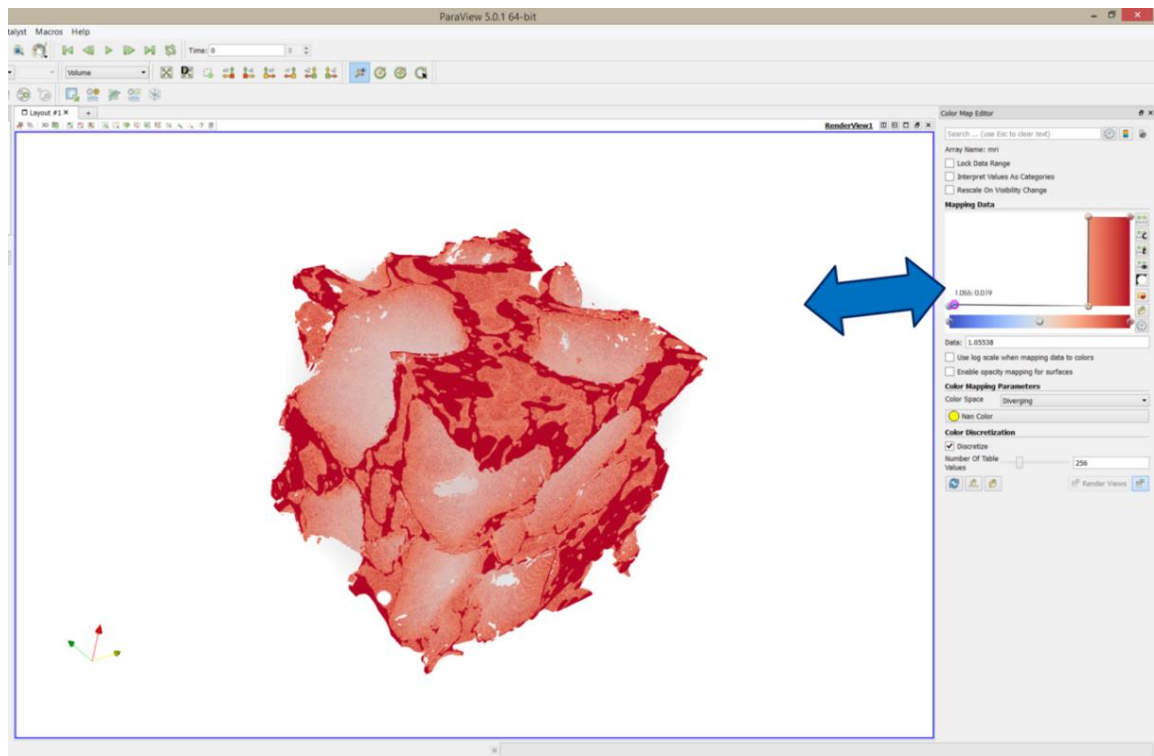 ParaView 5.0.1 64-bit
talyst Macros Help
Time: 0 0
Volume
Layout #1 × +
3D
RenderView1
Color Map Editor
Search ... (use Esc to clear text)
Array Name: mri
Lock Data Range
Interpret Values As Categories
Rescale On Visibility Change
Mapping Data
1.055: 0.019
Data: 1.05538
Use log scale when mapping data to colors
Enable opacity mapping for surfaces
Color Mapping Parameters
Color Space Diverging
Nan Color
Color Discretization
Discretize
Number Of Table
Values 256
Render Views